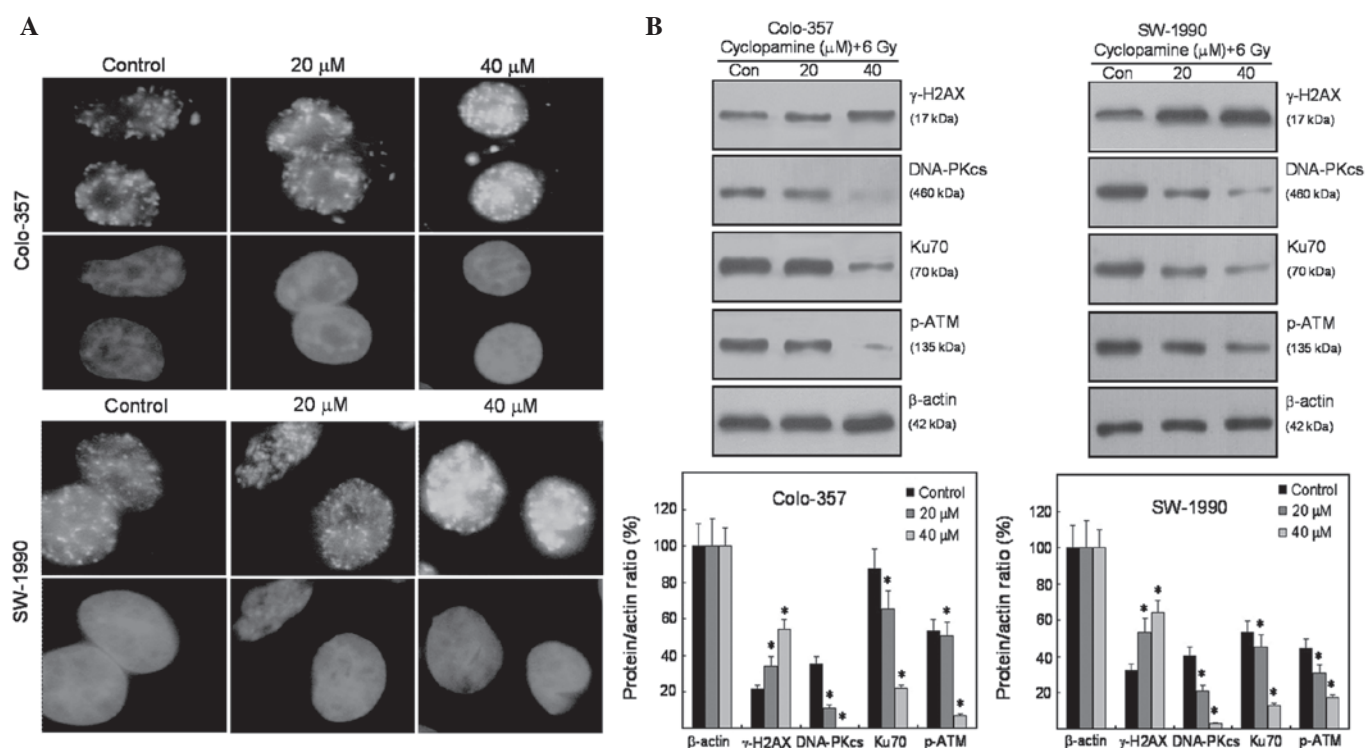 A
Control 20 μM 40 μM
Colo-357
Control 20 μM 40 μM
SW-1990
B
Colo-357
Cyclopamine (μM)+6 Gy
Con 20 40
γ-H2AX
(17 kDa)
DNA-PKcs
(460 kDa)
Ku70
(70 kDa)
p-ATM
(135 kDa)
β-actin
(42 kDa)
SW-1990
Cyclopamine (μM)+6 Gy
Con 20 40
γ-H2AX
(17 kDa)
DNA-PKcs
(460 kDa)
Ku70
(70 kDa)
p-ATM
(135 kDa)
β-actin
(42 kDa)
Colo-357
Control
20 μM
40 μM
Protein/actin ratio (%)
120
100
80
60
40
20
* * * * * * * *
β-actin γ-H2AX DNA-PKcs Ku70 p-ATM
SW-1990
Control
20 μM
40 μM
Protein/actin ratio (%)
120
100
80
60
40
20
* * * * * * * *
β-actin γ-H2AX DNA-PKcs Ku70 p-ATM